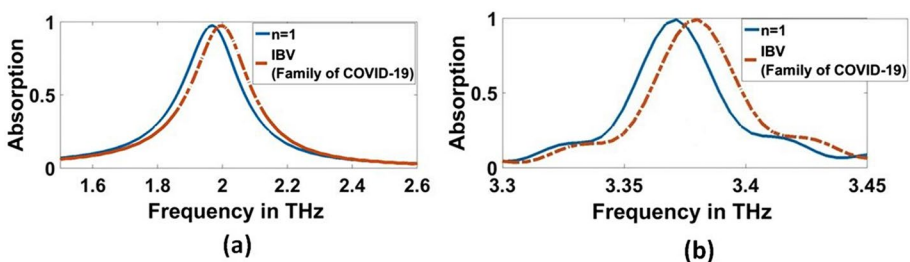 Absorption
1
0.5
0
n=1
IBV
(Family of COVID-19)
1.6 1.8 2 2.2 2.4 2.6
Frequency in THz
(a)
Absorption
1
0.5
0
n=1
IBV
(Family of COVID-19)
3.3 3.35 3.4 3.45
Frequency in THz
(b)